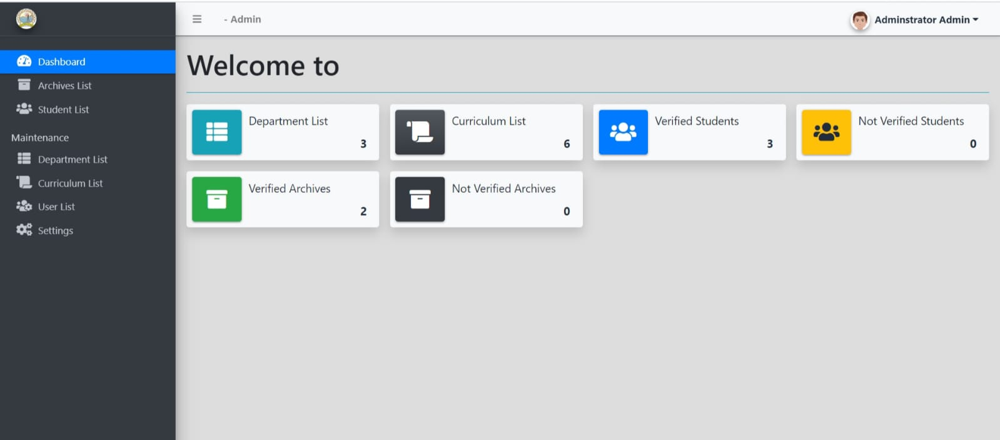 - Admin
Adminstrator Admin
Dashboard
Archives List
Student List
Maintenance
Department List
Curriculum List
User List
Settings
Welcome to
Department List
3
Curriculum List
6
Verified Students
3
Not Verified Students
0
Verified Archives
2
Not Verified Archives
0